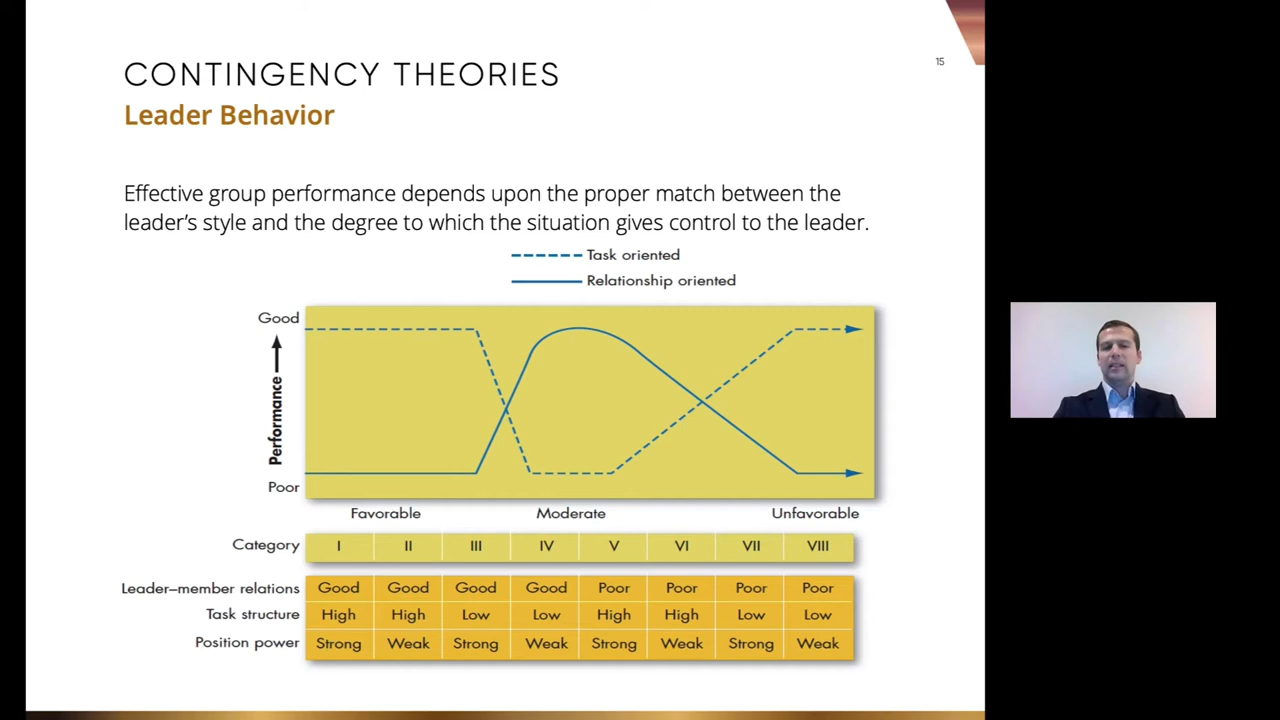 15
CONTINGENCY THEORIES
Leader Behavior
Effective group performance depends upon the proper match between the
leader's style and the degree to which the situation gives control to the leader.
Task oriented
Relationship oriented
Good
Performance
Poor
Favorable Moderate Unfavorable
Category I II III IV V VI VII VIII
Leader–member relations Good Good Good Good Poor Poor Poor Poor
Task structure High High Low Low High High Low Low
Position power Strong Weak Strong Weak Strong Weak Strong Weak